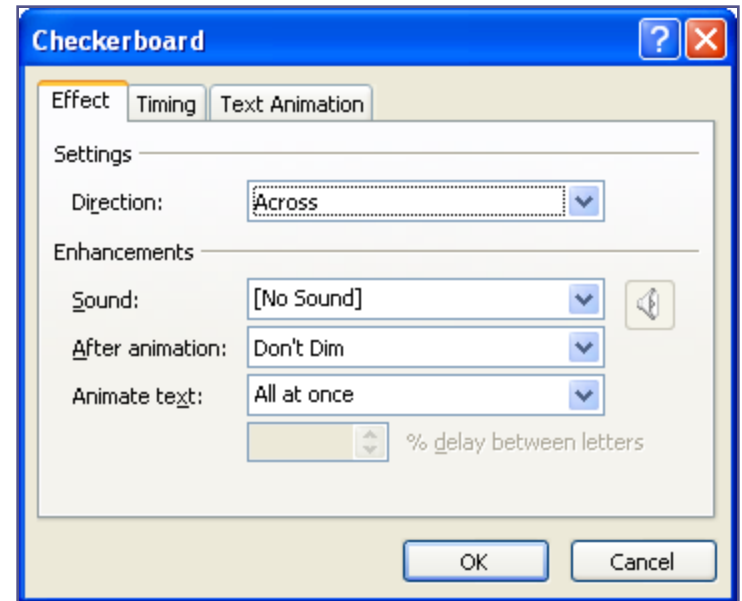 Checkerboard
Effect Timing Text Animation
Settings
Direction: Across
Enhancements
Sound: [No Sound]
After animation: Don't Dim
Animate text: All at once
% delay between letters
OK Cancel